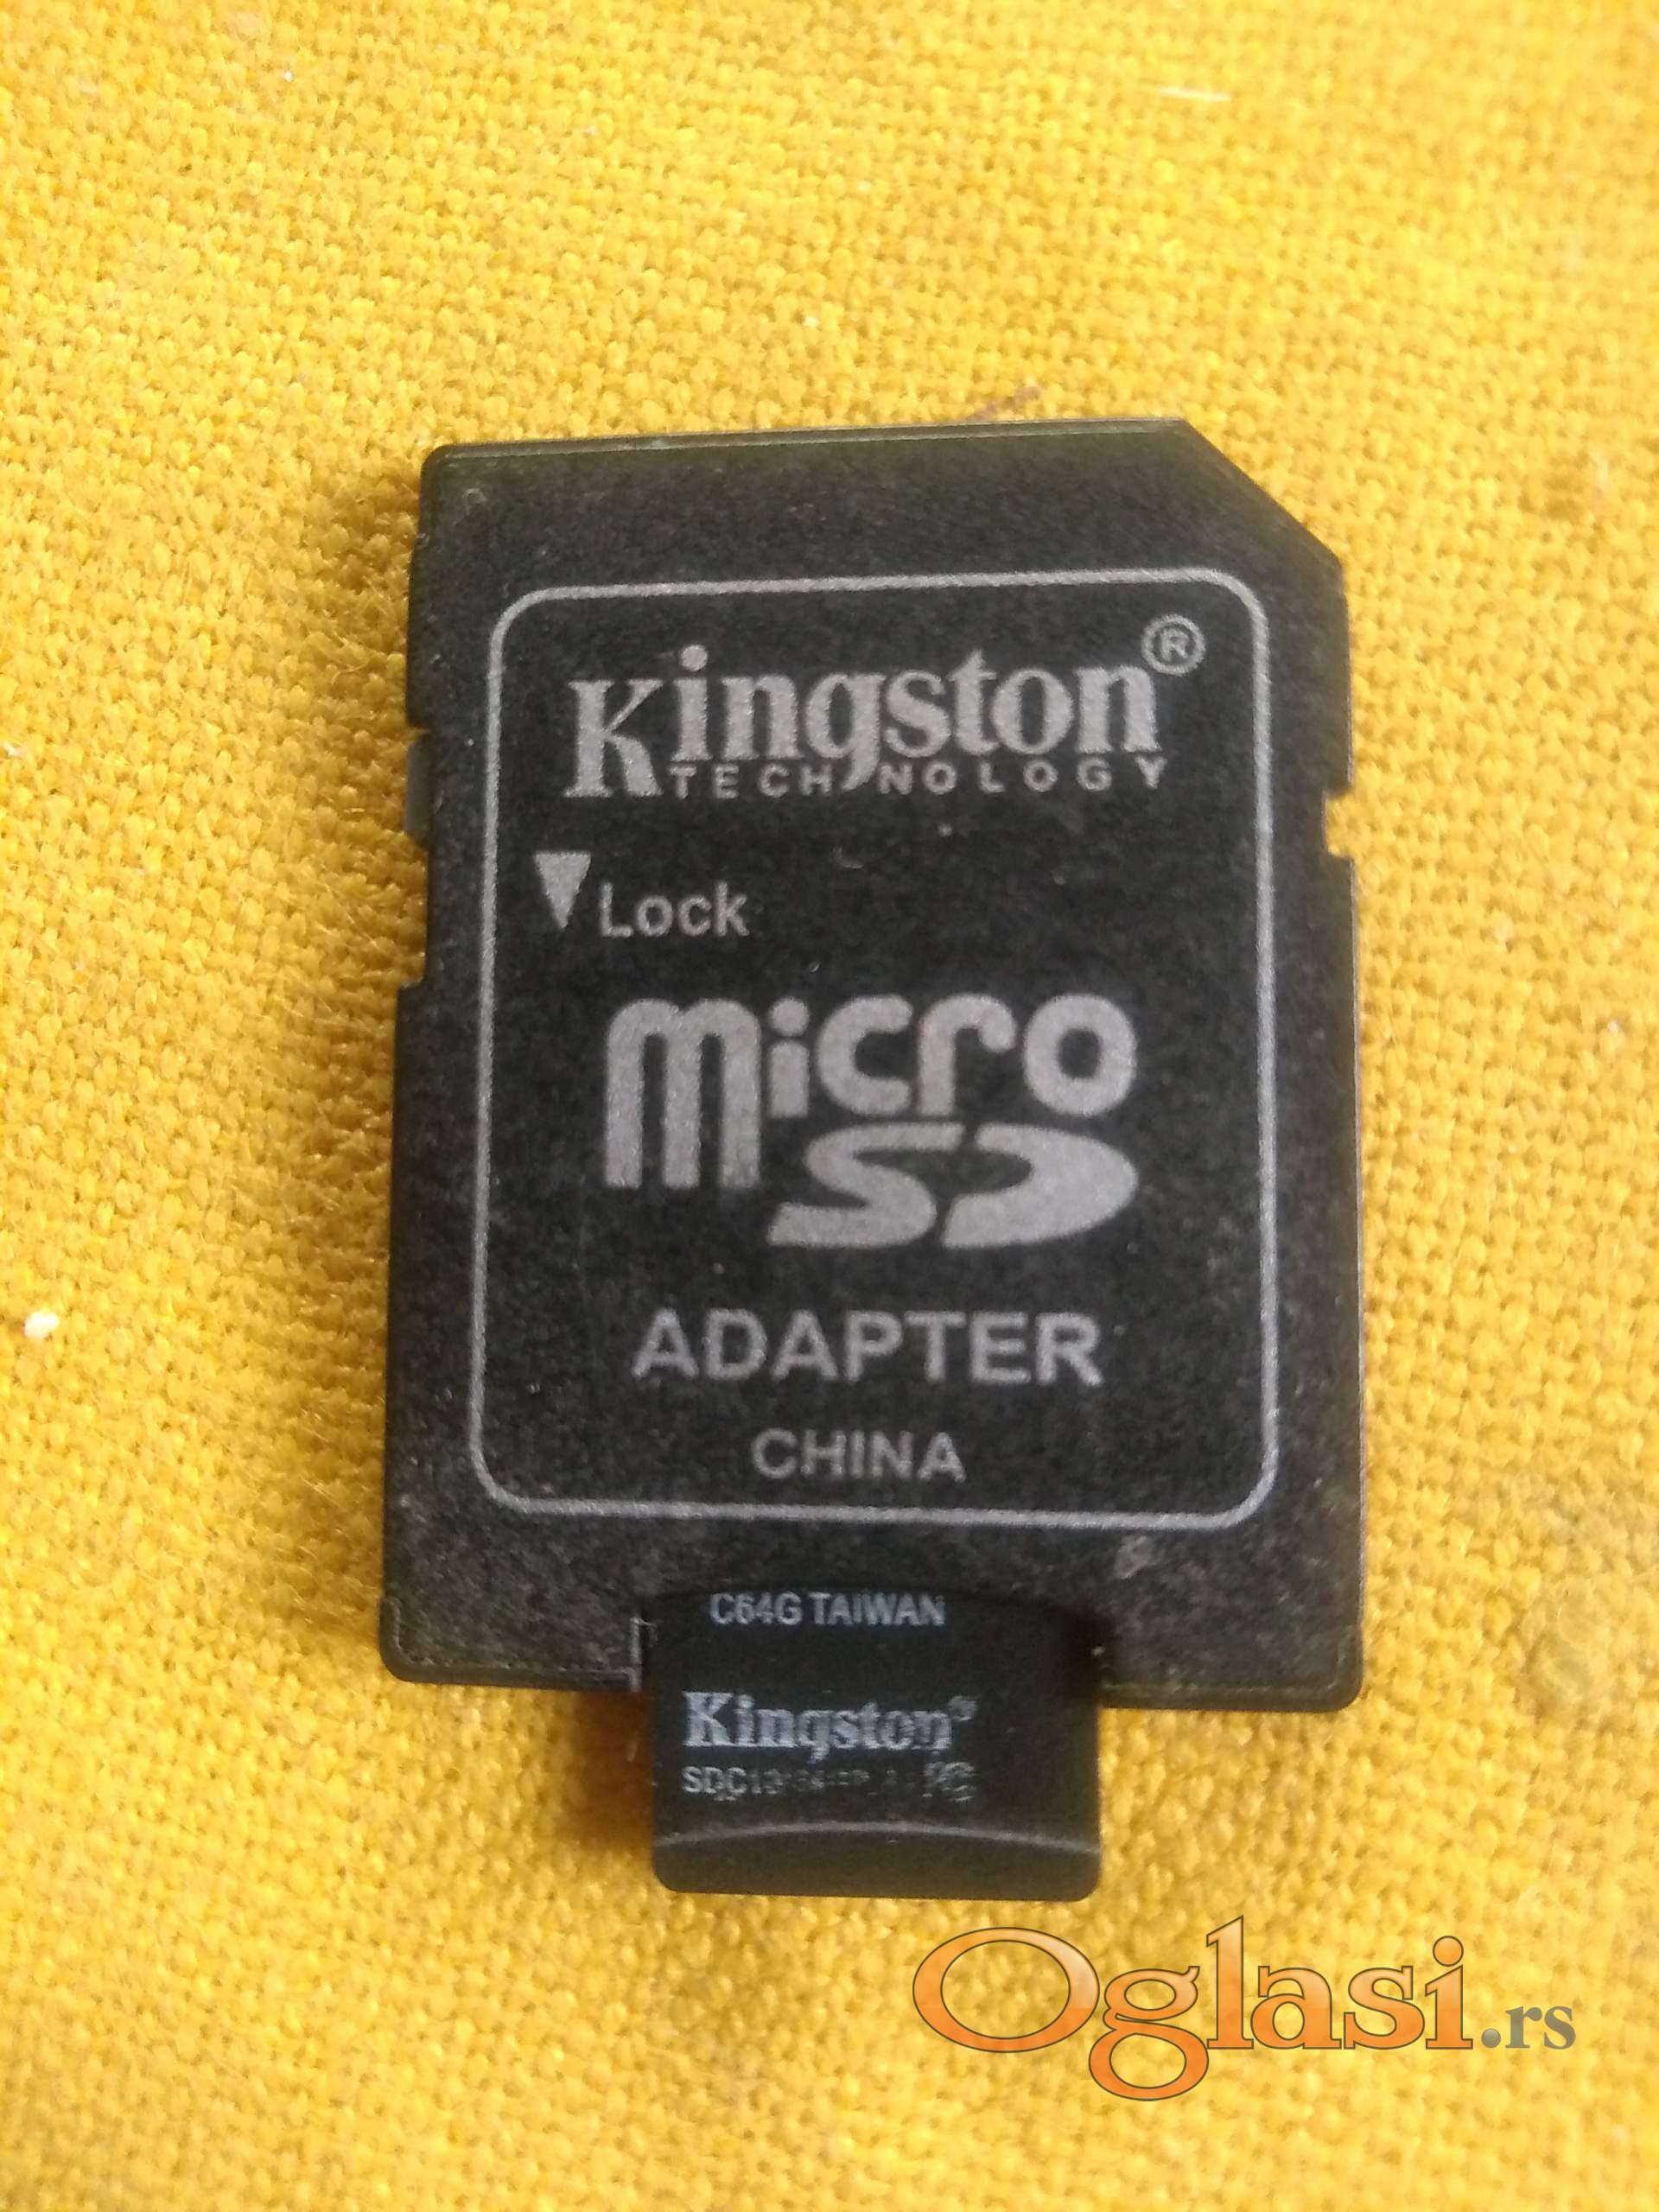 Kingston®
TECHNOLOGY
Lock
micro
SD
ADAPTER
CHINA
C64G TAIWAN
Kingston®
Oglasi.rs